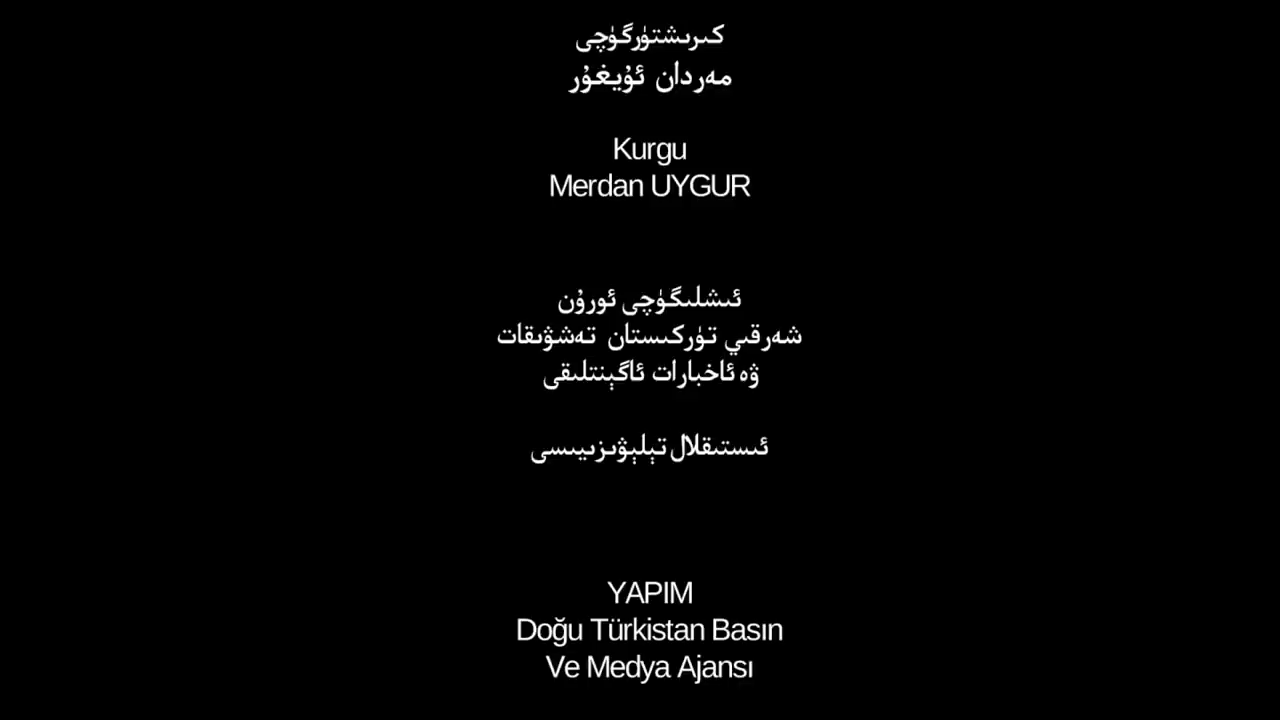 كىرىشتۈرگۈچى
مەردان ئۇيغۇر
Kurgu
Merdan UYGUR
ئىشلىگۈچى ئورۇن
شەرقىي تۈركىستان تەشۋىقات
ۋە ئاخبارات ئاگېنتلىقى
ئىستىقلال تېلېۋىزىيىسى
YAPIM
Doğu Türkistan Basın
Ve Medya Ajansı